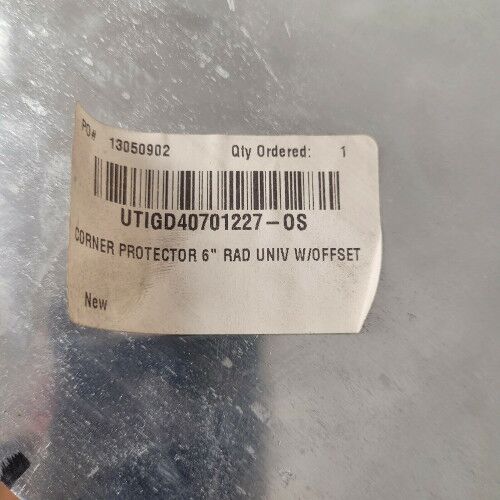 PO# 13050902 Qty Ordered: 1
UTIGD40701227-OS
CORNER PROTECTOR 6" RAD UNIV W/OFFSET
New